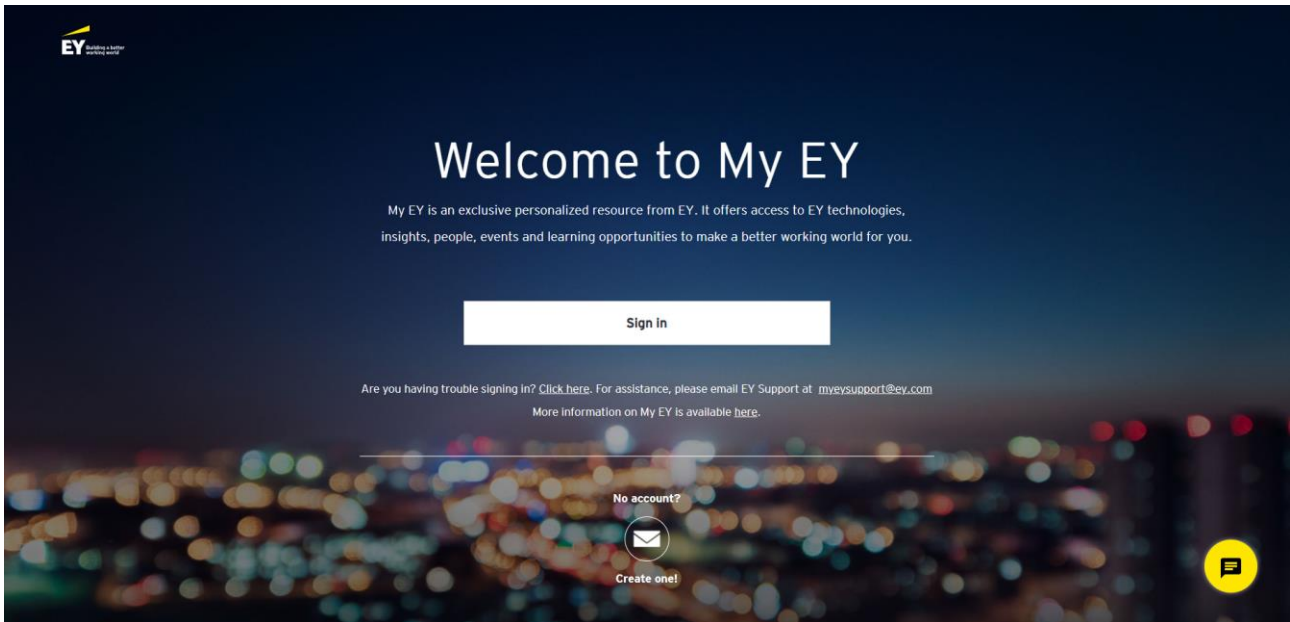 EY Building a better
working world
Welcome to My EY
My EY is an exclusive personalized resource from EY. It offers access to EY technologies,
insights, people, events and learning opportunities to make a better working world for you.
Sign in
Are you having trouble signing in? Click here. For assistance, please email EY Support at myeysupport@ey.com
More information on My EY is available here.
No account?
Create one!